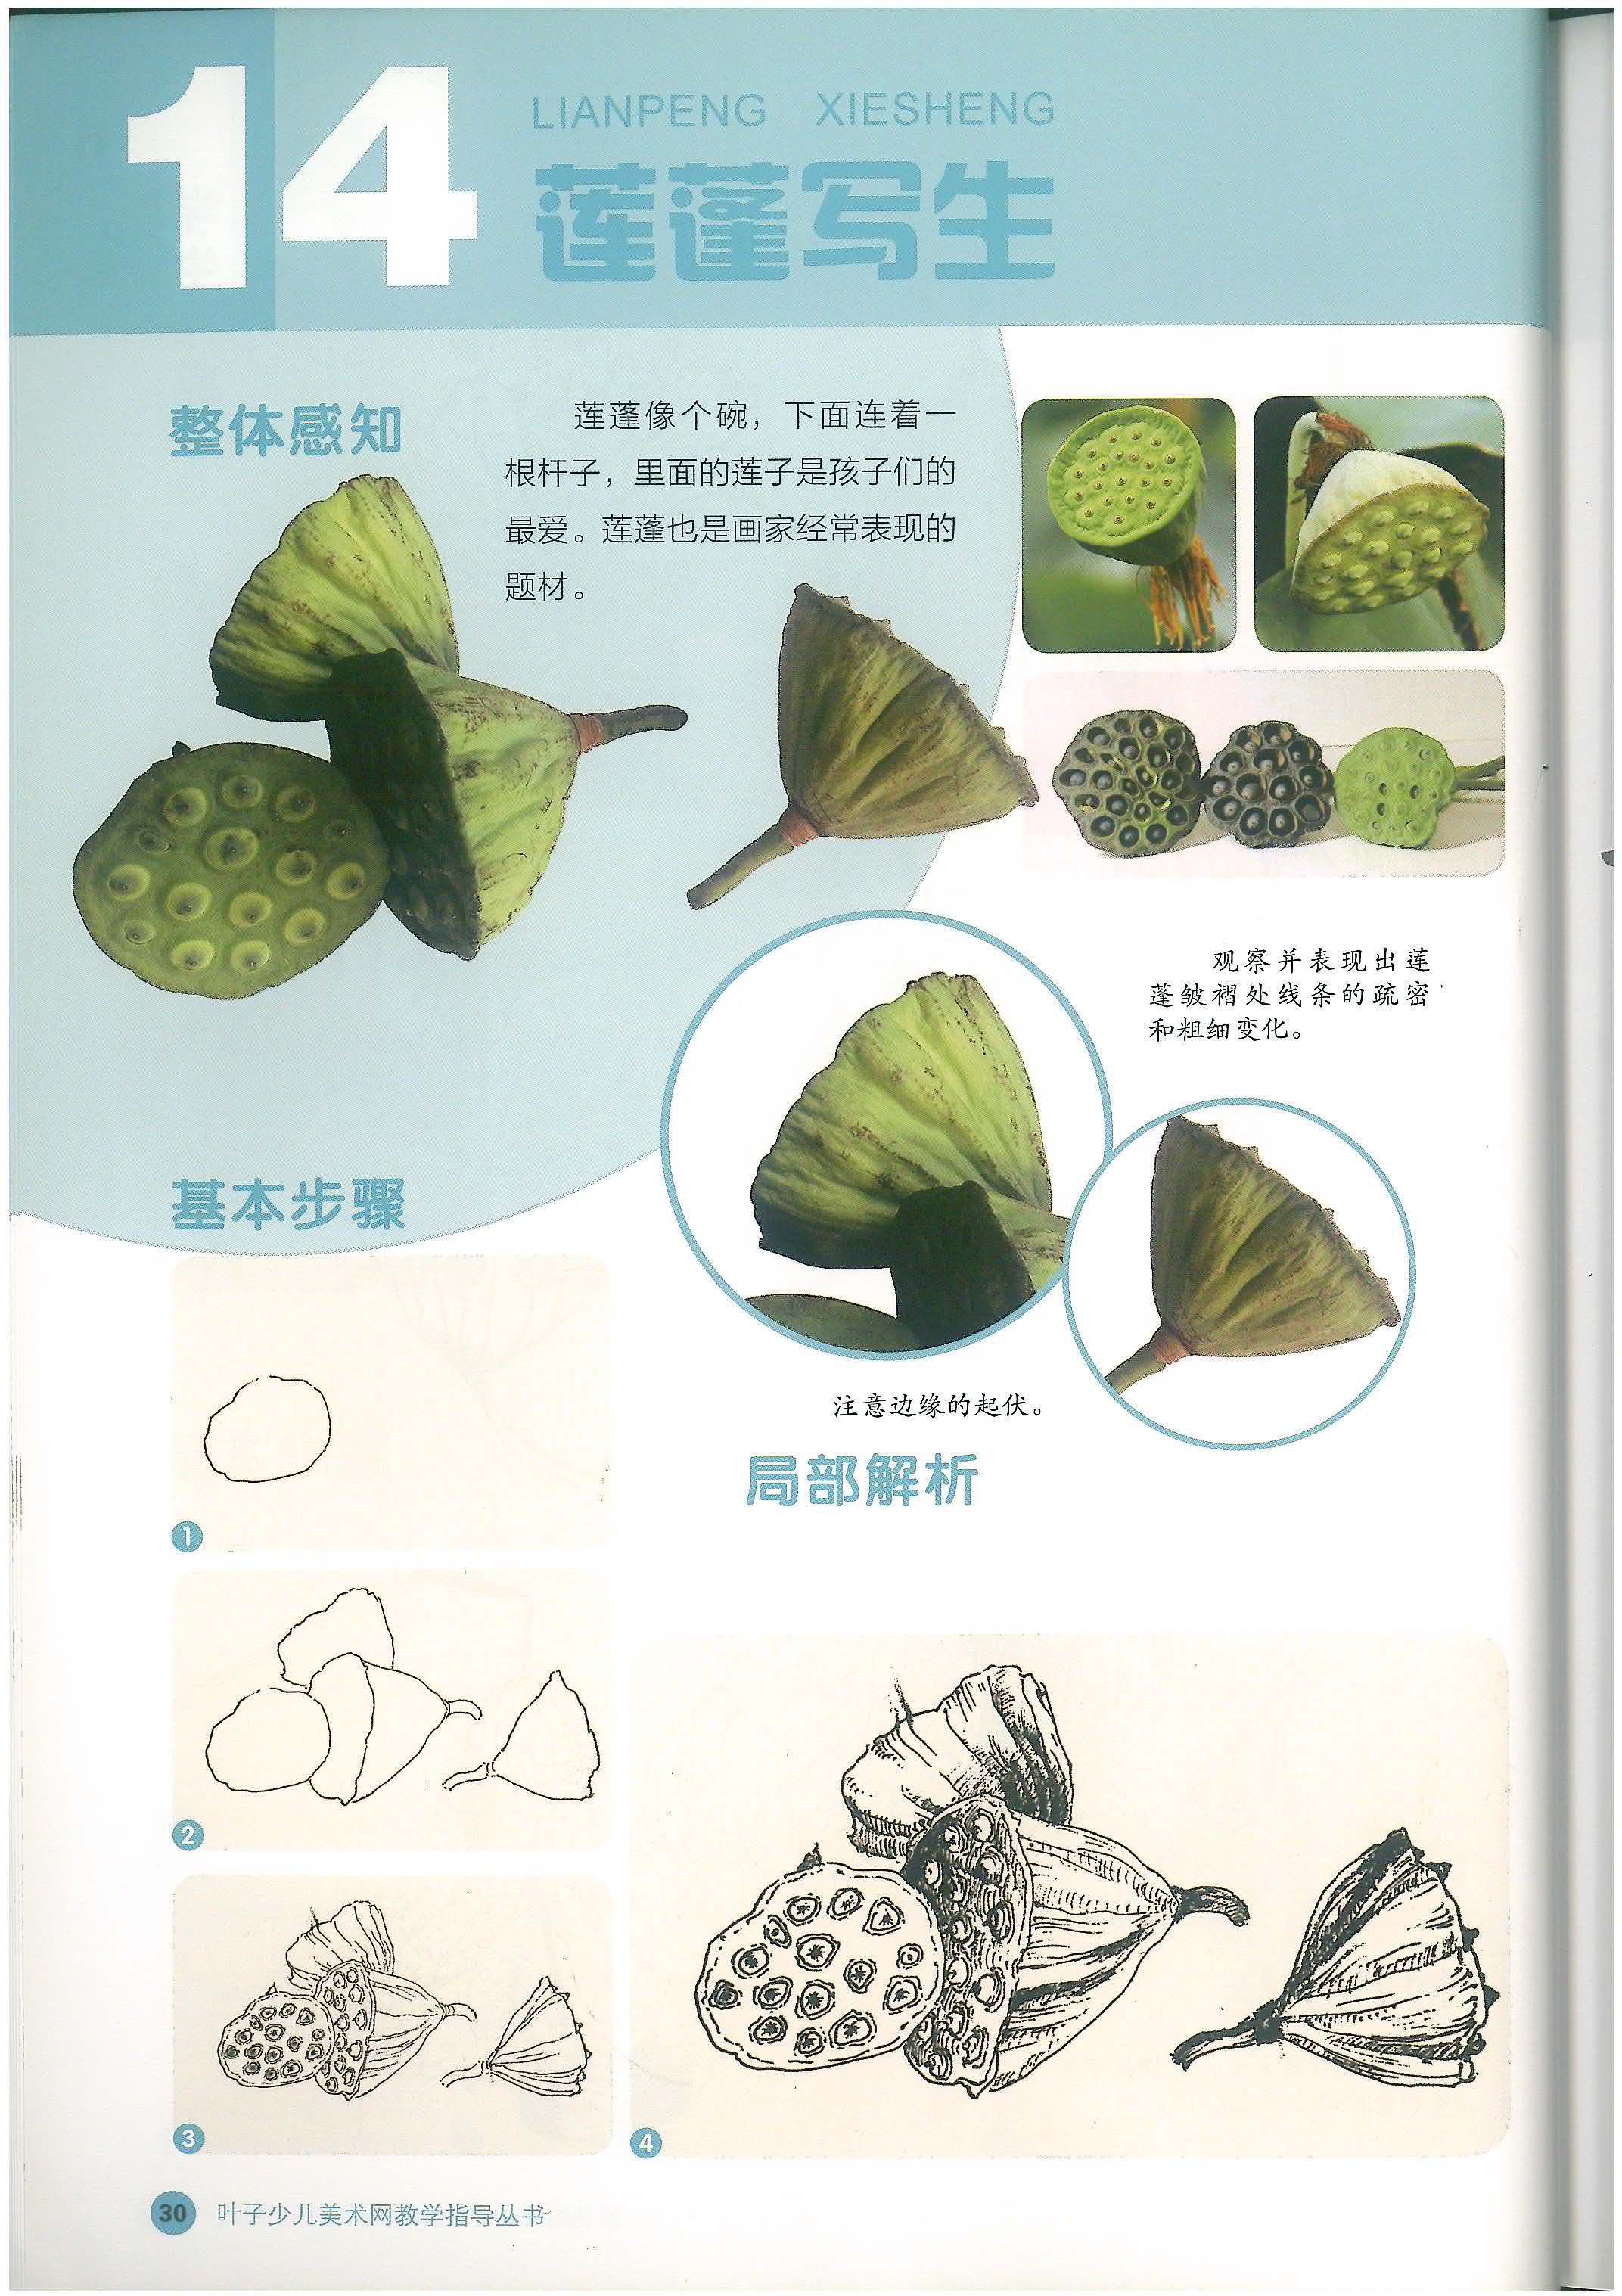 14
LIANPENG XIESHENG
莲蓬写生
整体感知
莲蓬像个碗，下面连着一
根杆子，里面的莲子是孩子们的
最爱。莲蓬也是画家经常表现的
题材。
观察并表现出莲
蓬皱褶处线条的疏密
和粗细变化。
注意边缘的起伏。
局部解析
基本步骤
1
2
3
4
30 叶子少儿美术网教学指导丛书